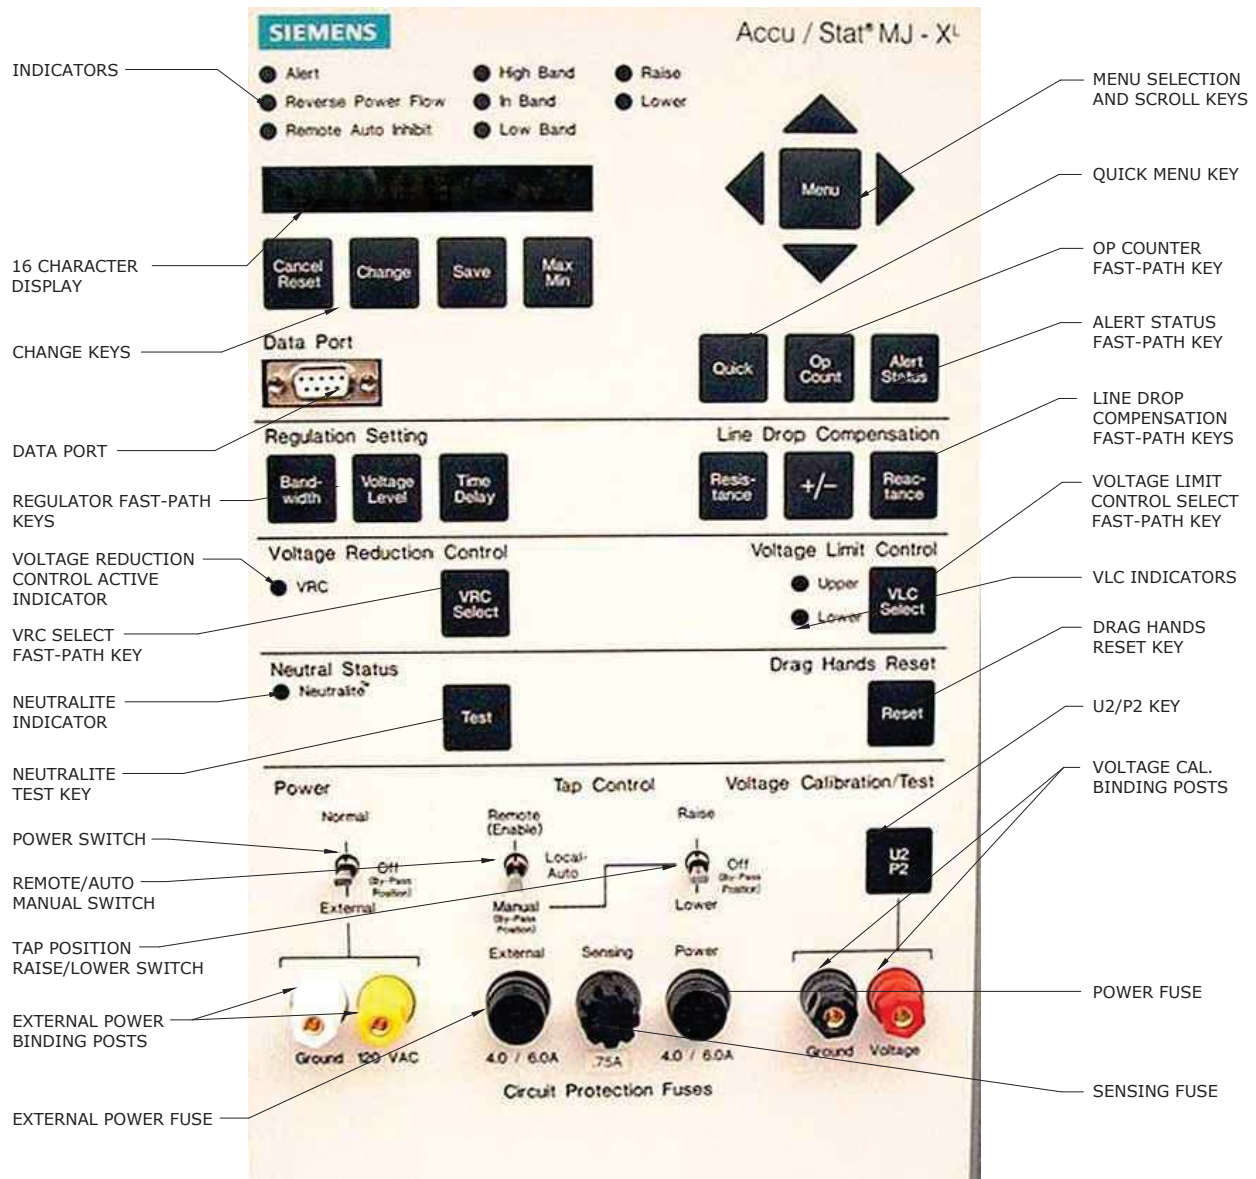 SIEMENS
Accu / Stat® MJ - XL
INDICATORS
Alert
High Band
Raise
Reverse Power Flow
In Band
Lower
Remote Auto Inhibit
Low Band
MENU SELECTION
AND SCROLL KEYS
Menu
QUICK MENU KEY
16 CHARACTER
DISPLAY
Cancel
Reset
Change
Save
Max
Min
OP COUNTER
FAST-PATH KEY
CHANGE KEYS
Data Port
Quick
Op
Count
Alert
Status
ALERT STATUS
FAST-PATH KEY
DATA PORT
Regulation Setting
Line Drop Compensation
LINE DROP
COMPENSATION
FAST-PATH KEYS
REGULATOR FAST-PATH
KEYS
Band-
width
Voltage
Level
Time
Delay
Resis-
tance
+/–
Reac-
tance
VOLTAGE LIMIT
CONTROL SELECT
FAST-PATH KEY
VOLTAGE REDUCTION
CONTROL ACTIVE
INDICATOR
Voltage Reduction Control
VRC
VRC
Select
Voltage Limit Control
Upper
Lower
VLC
Select
VLC INDICATORS
VRC SELECT
FAST-PATH KEY
DRAG HANDS
RESET KEY
Neutral Status
Neutralite™
Drag Hands Reset
NEUTRALITE
INDICATOR
Test
Reset
U2/P2 KEY
NEUTRALITE
TEST KEY
Power
Tap Control
Voltage Calibration/Test
VOLTAGE CAL.
BINDING POSTS
POWER SWITCH
Normal
Off
(By-Pass
Position)
External
Remote
(Enable)
Local-
Auto
Manual
(By-Pass
Position)
Raise
Off
(By-Pass
Position)
Lower
U2
P2
REMOTE/AUTO
MANUAL SWITCH
TAP POSITION
RAISE/LOWER SWITCH
External
Sensing
Power
EXTERNAL POWER
BINDING POSTS
POWER FUSE
Ground
120 VAC
4.0 / 6.0A
.75A
4.0 / 6.0A
Ground
Voltage
Circuit Protection Fuses
EXTERNAL POWER FUSE
SENSING FUSE